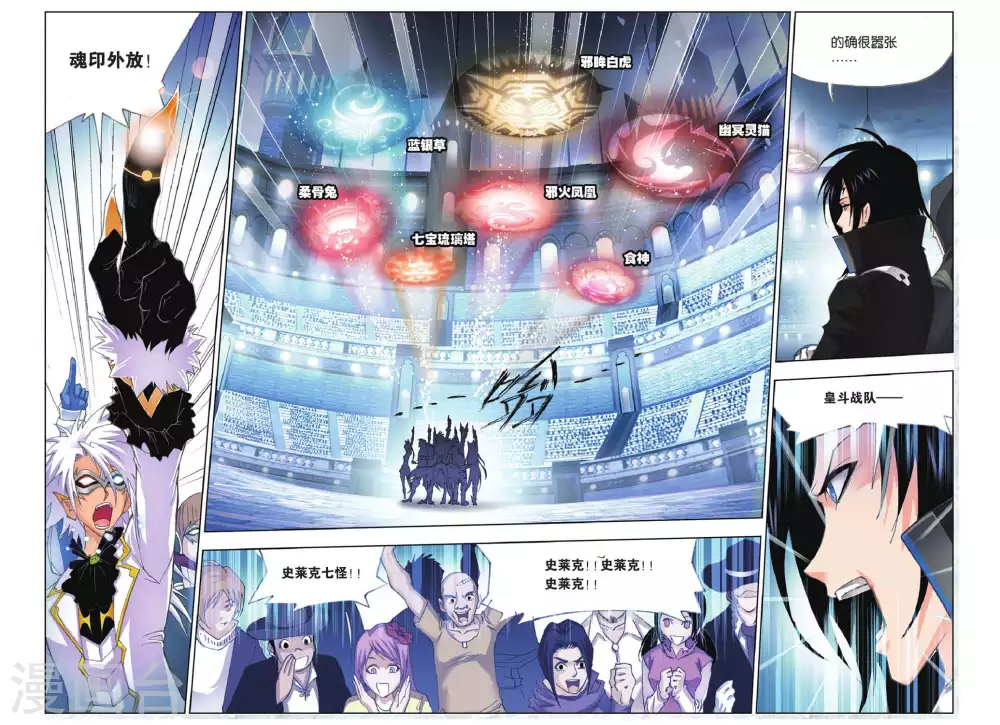 魂印外放！
邪眸白虎
蓝银草
幽冥灵猫
柔骨兔
邪火凤凰
七宝琉璃塔
食神
的确很嚣张
……
皇斗战队——
史莱克七怪！！
史莱克！！史莱克！！
史莱克！！
漫画台